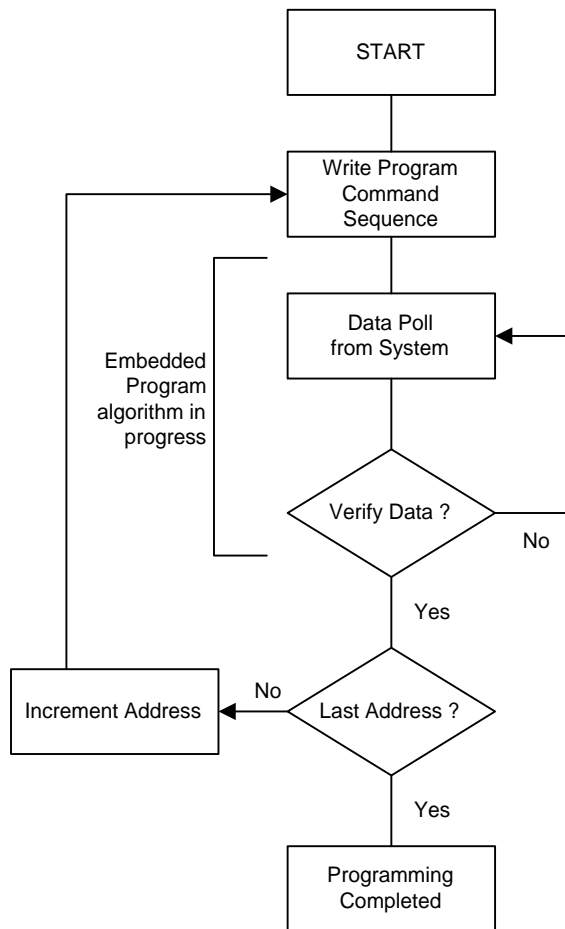 START
Write Program
Command
Sequence
Data Poll
from System
Embedded
Program
algorithm in
progress
Verify Data ?
No
Yes
Increment Address
No
Last Address ?
Yes
Programming
Completed